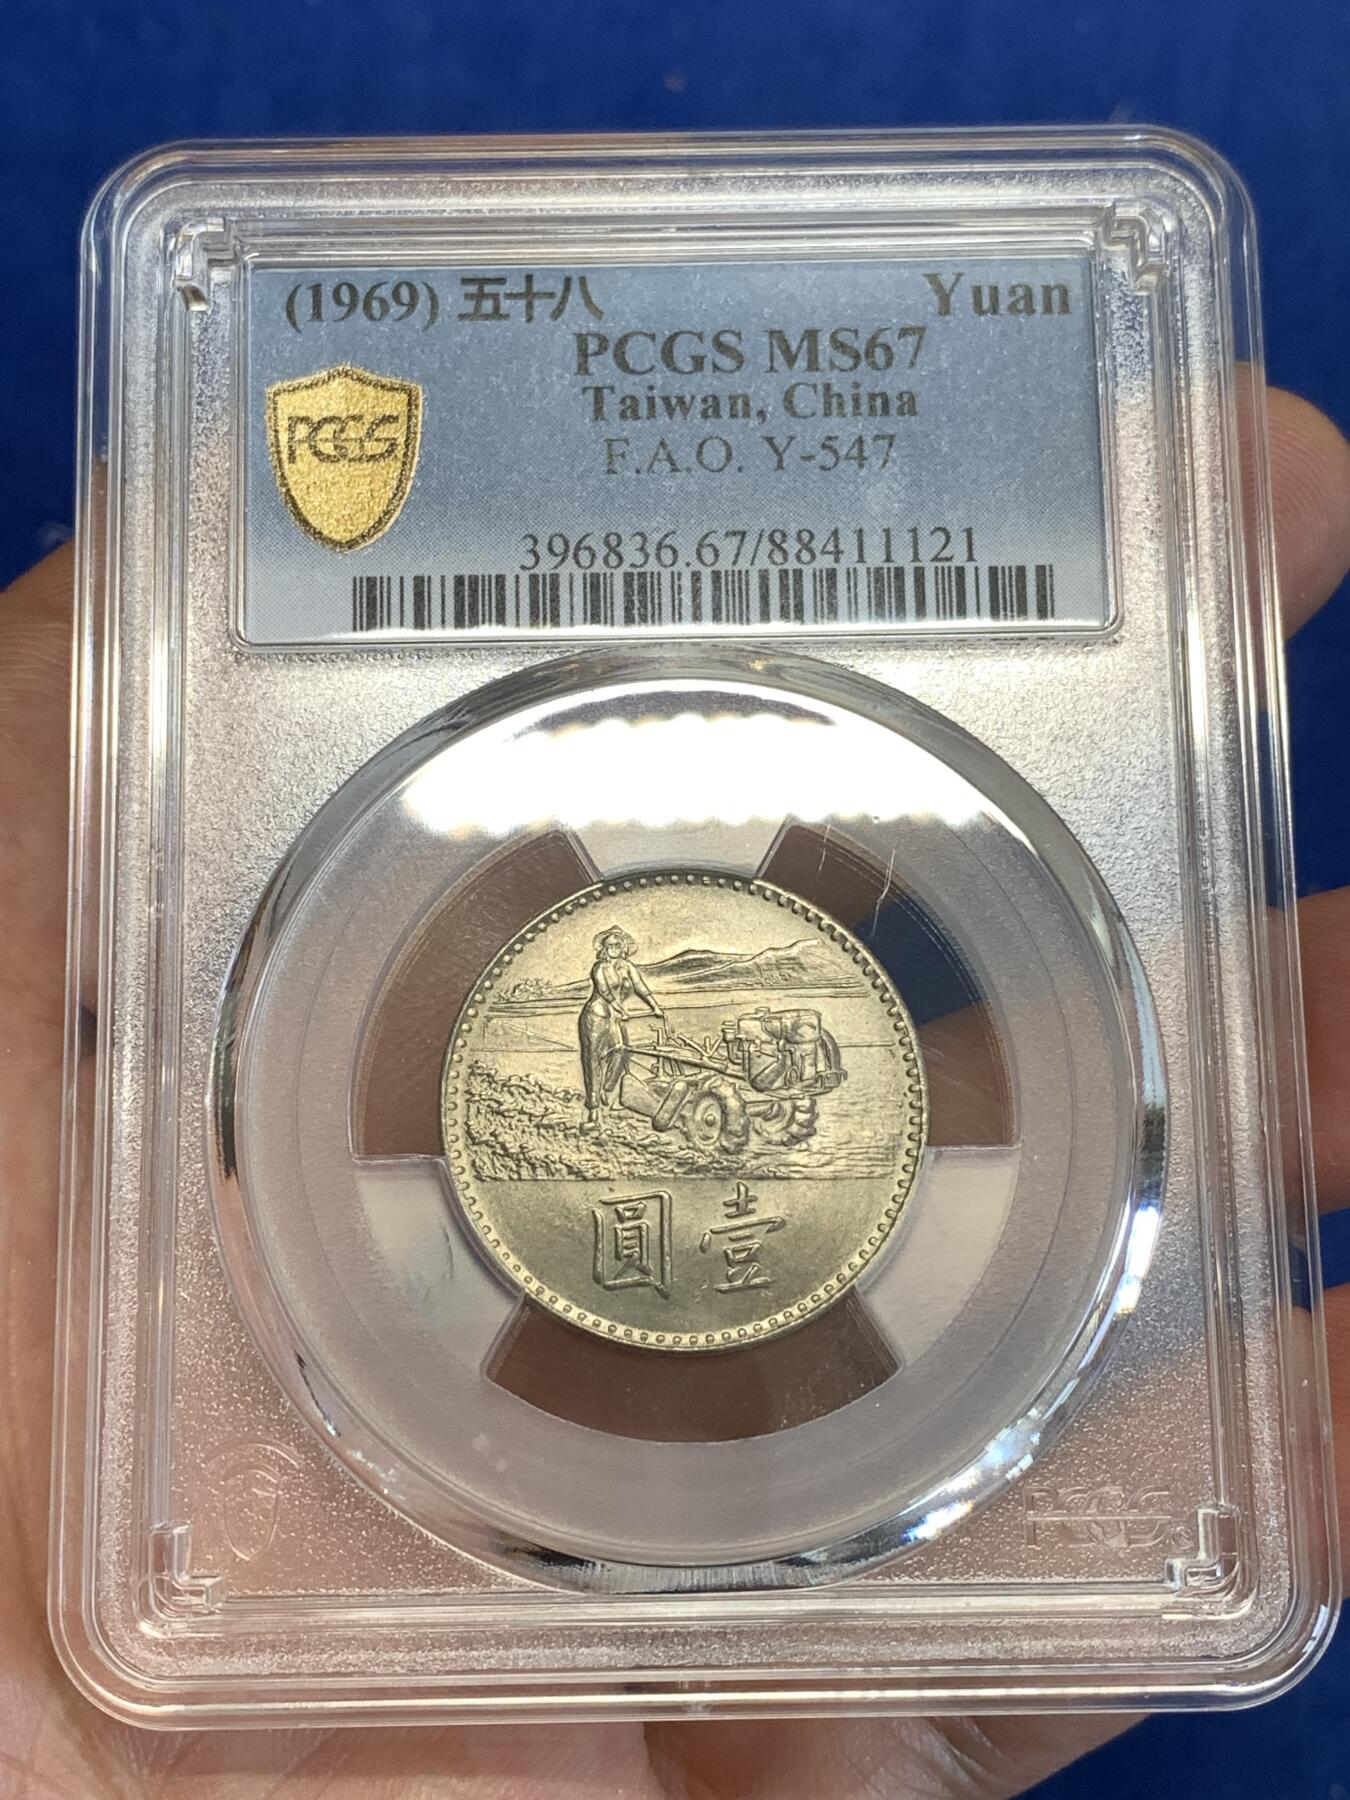 (1969) 五十八 Yuan
PCGS MS67
Taiwan, China
F.A.O. Y-547
PCGS
396836.67/88411121
圓 壹
PCGS